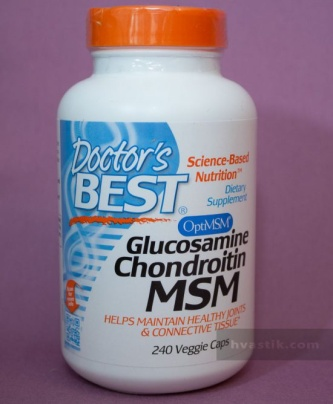 Doctor's
BEST®
Science-Based
Nutrition™
Dietary
Supplement
OptiMSM®
Glucosamine
Chondroitin
MSM
HELPS MAINTAIN HEALTHY JOINTS
& CONNECTIVE TISSUE*
240 Veggie Caps
hvastik.com